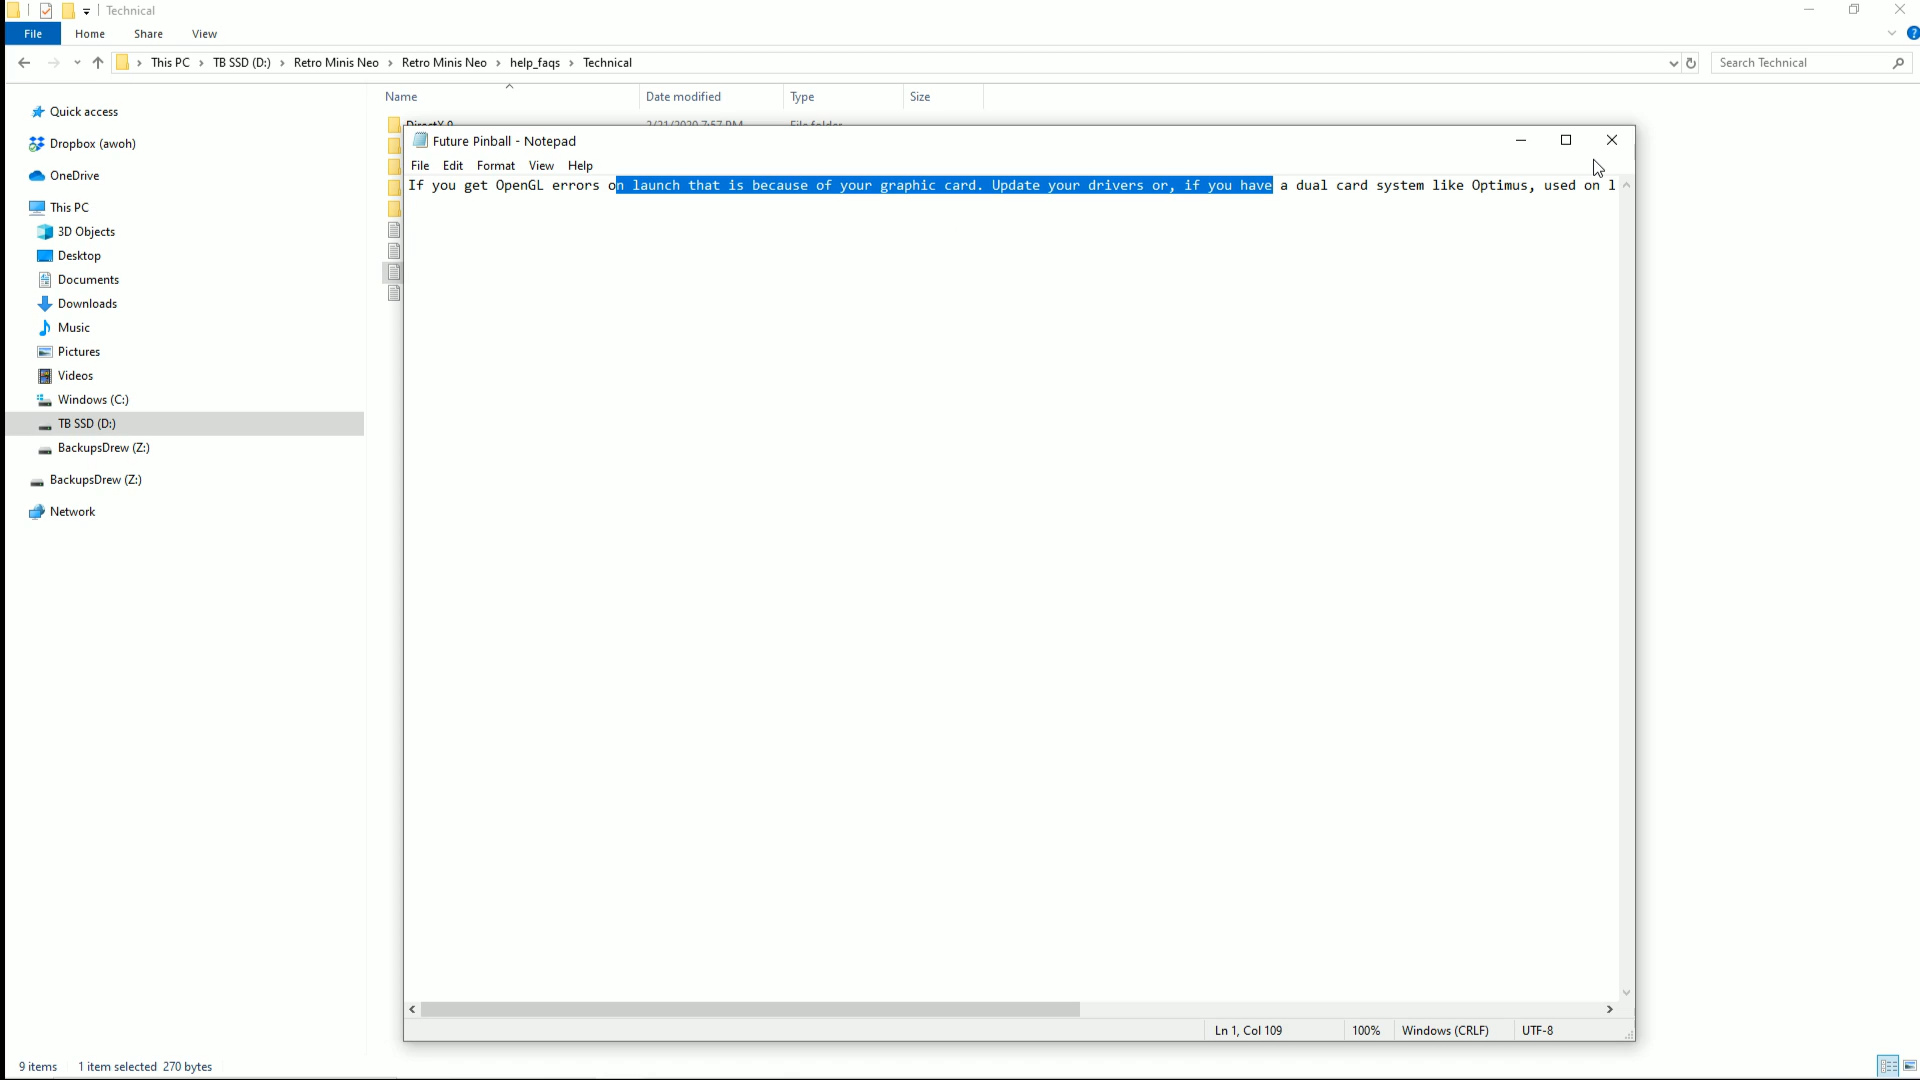 Technical
File Home Share View
This PC > TB SSD (D:) > Retro Minis Neo > Retro Minis Neo > help_faqs > Technical
Search Technical
Name Date modified Type Size
Quick access
Dropbox (awoh)
OneDrive
This PC
3D Objects
Desktop
Documents
Downloads
Music
Pictures
Videos
Windows (C:)
TB SSD (D:)
BackupsDrew (Z:)
BackupsDrew (Z:)
Network
Future Pinball - Notepad
File Edit Format View Help
If you get OpenGL errors on launch that is because of your graphic card. Update your drivers or, if you have a dual card system like Optimus, used on l
Ln 1, Col 109 100% Windows (CRLF) UTF-8
9 items 1 item selected 270 bytes